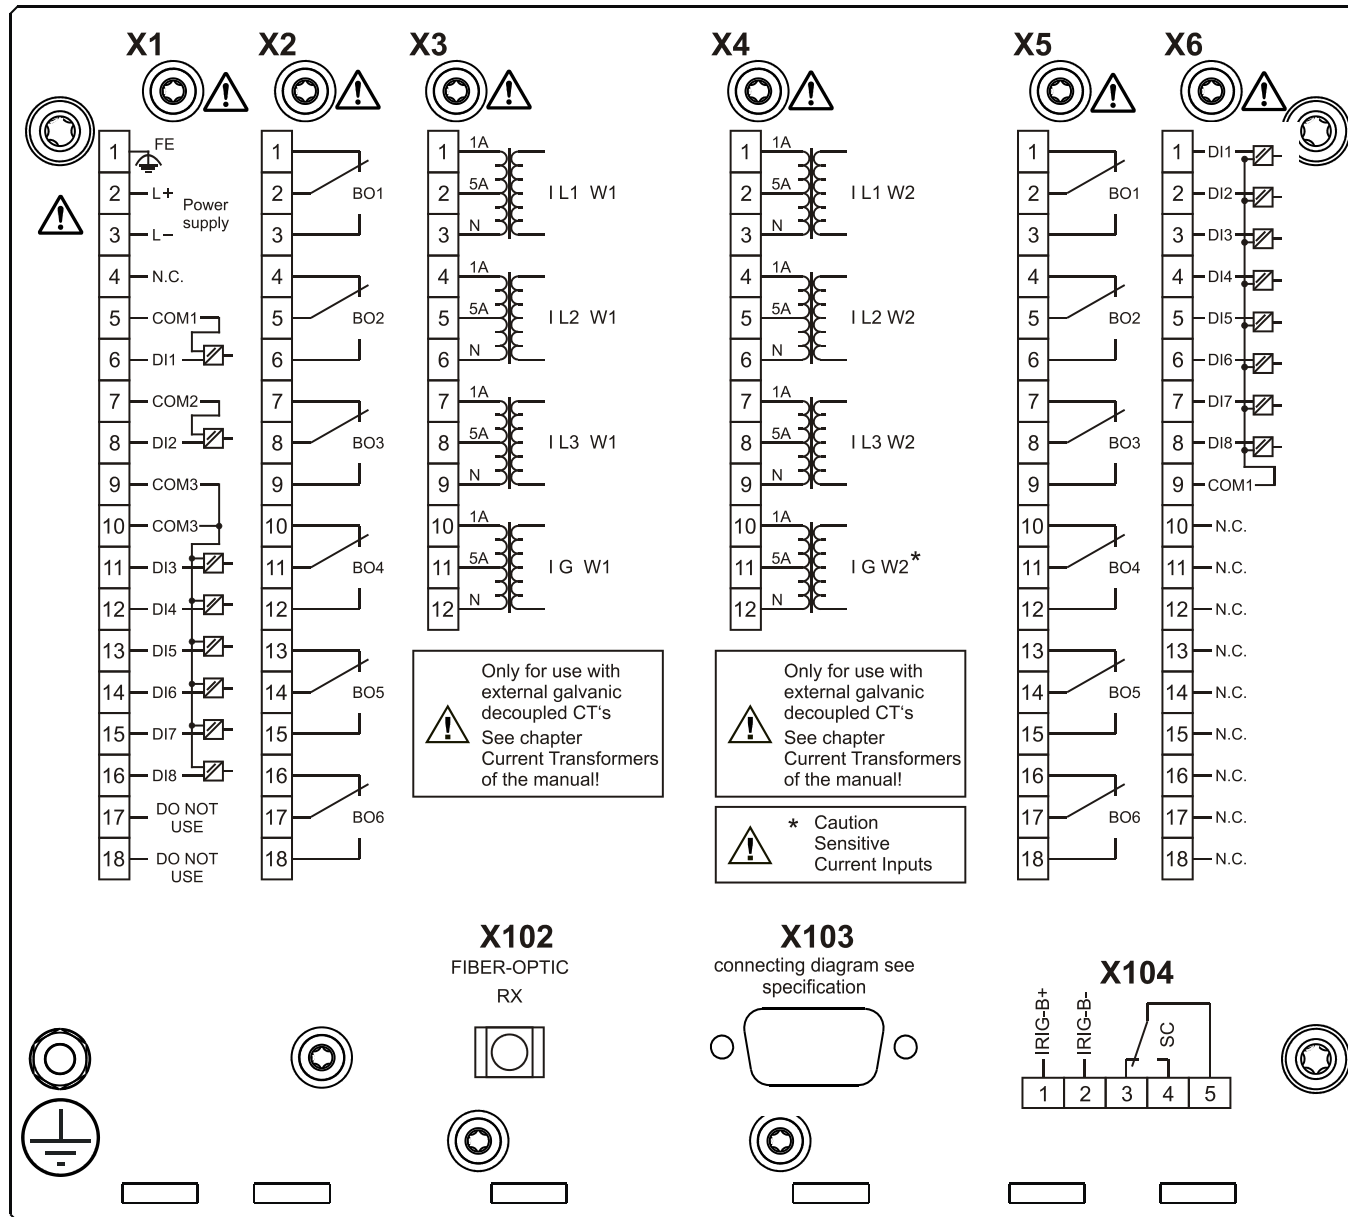 X1 X2 X3 X4 X5 X6
X1
1 FE
2 L+ Power
supply
3 L−
4 N.C.
5 COM1
6 DI1
7 COM2
8 DI2
9 COM3
10 COM3
11 DI3
12 DI4
13 DI5
14 DI6
15 DI7
16 DI8
17 DO NOT
USE
18 DO NOT
USE
1
2 BO1
3
4
5 BO2
6
7
8 BO3
9
10
11 BO4
12
13
14 BO5
15
16
17 BO6
18
1 1A
2 5A I L1 W1
3 N
4 1A
5 5A I L2 W1
6 N
7 1A
8 5A I L3 W1
9 N
10 1A
11 5A I G W1
12 N
Only for use with
external galvanic
decoupled CT‘s
See chapter
Current Transformers
of the manual!
1 1A
2 5A I L1 W2
3 N
4 1A
5 5A I L2 W2
6 N
7 1A
8 5A I L3 W2
9 N
10 1A
11 5A I G W2*
12 N
Only for use with
external galvanic
decoupled CT‘s
See chapter
Current Transformers
of the manual!
* Caution
Sensitive
Current Inputs
1
2 BO1
3
4
5 BO2
6
7
8 BO3
9
10
11 BO4
12
13
14 BO5
15
16
17 BO6
18
1 DI1
2 DI2
3 DI3
4 DI4
5 DI5
6 DI6
7 DI7
8 DI8
9 COM1
10 N.C.
11 N.C.
12 N.C.
13 N.C.
14 N.C.
15 N.C.
16 N.C.
17 N.C.
18 N.C.
X102
FIBER-OPTIC
RX
X103
connecting diagram see
specification
X104
IRIG-B+
IRIG-B-
SC
1 2 3 4 5